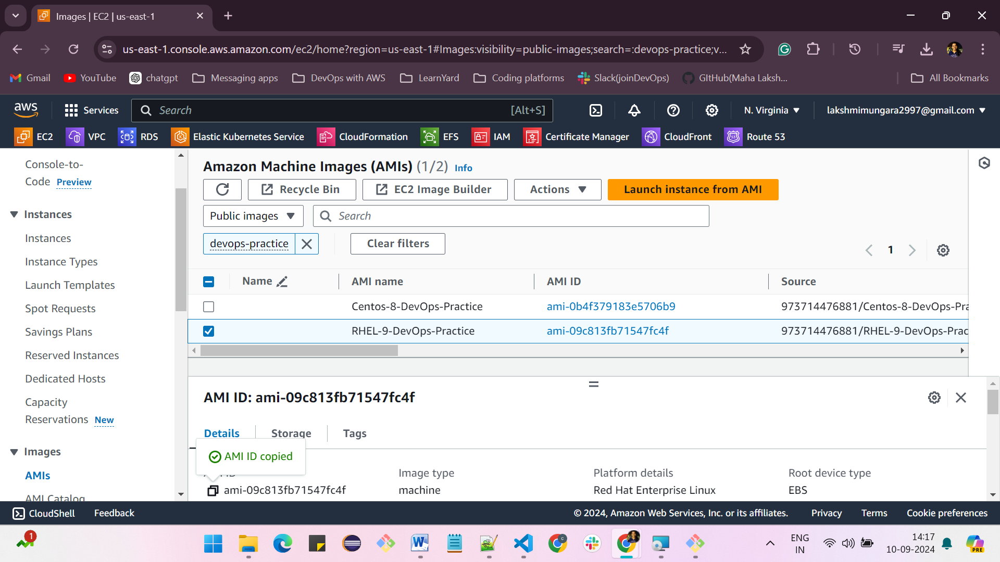 Images | EC2 | us-east-1
us-east-1.console.aws.amazon.com/ec2/home?region=us-east-1#Images:visibility=public-images;search=:devops-practice;v...
Gmail YouTube chatgpt Messaging apps DevOps with AWS LearnYard Coding platforms Slack(joinDevOps) GItHub(Maha Laksh... All Bookmarks
aws Services Search [Alt+S] N. Virginia lakshmimungara2997@gmail.com
EC2 VPC RDS Elastic Kubernetes Service CloudFormation EFS IAM Certificate Manager CloudFront Route 53
Console-to-
Code Preview
Instances
Instances
Instance Types
Launch Templates
Spot Requests
Savings Plans
Reserved Instances
Dedicated Hosts
Capacity
Reservations New
Images
AMIs
AMI Catalog
Amazon Machine Images (AMIs) (1/2) Info
Recycle Bin EC2 Image Builder Actions Launch instance from AMI
Public images Search
devops-practice Clear filters
1
Name AMI name AMI ID Source
Centos-8-DevOps-Practice ami-0b4f379183e5706b9 973714476881/Centos-8-DevOps-Pra
RHEL-9-DevOps-Practice ami-09c813fb71547fc4f 973714476881/RHEL-9-DevOps-Prac
AMI ID: ami-09c813fb71547fc4f
Details Storage Tags
AMI ID copied
Image type Platform details Root device type
ami-09c813fb71547fc4f machine Red Hat Enterprise Linux EBS
CloudShell Feedback © 2024, Amazon Web Services, Inc. or its affiliates. Privacy Terms Cookie preferences
1
ENG
IN
14:17
10-09-2024
PRE